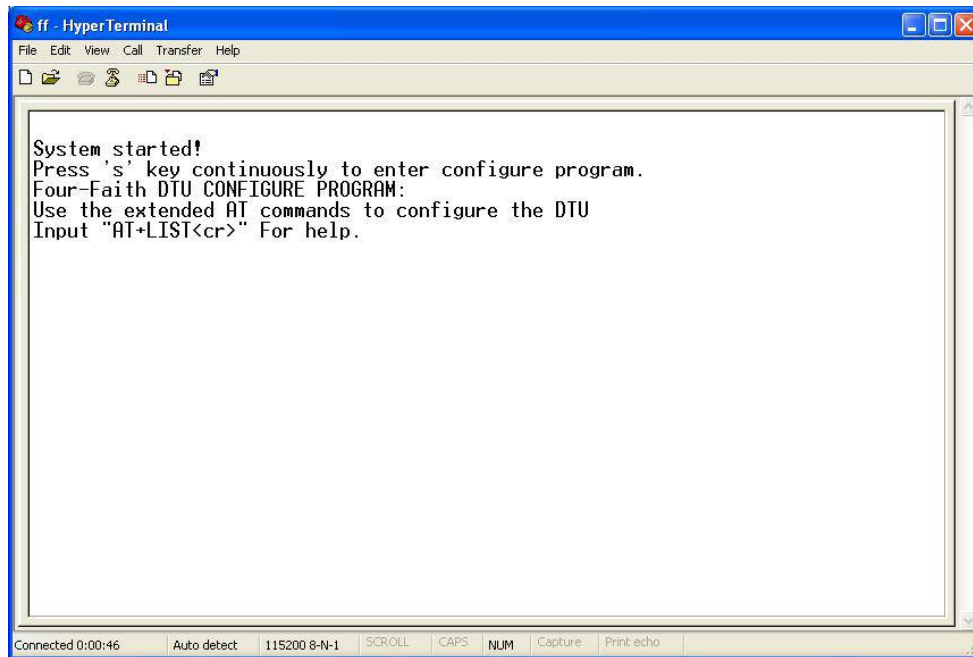 ff - HyperTerminal
File Edit View Call Transfer Help
System started!
Press 's' key continuously to enter configure program.
Four-Faith DTU CONFIGURE PROGRAM:
Use the extended AT commands to configure the DTU
Input "AT+LIST<cr>" For help.
Connected 0:00:46 Auto detect 115200 8-N-1 SCROLL CAPS NUM Capture Print echo